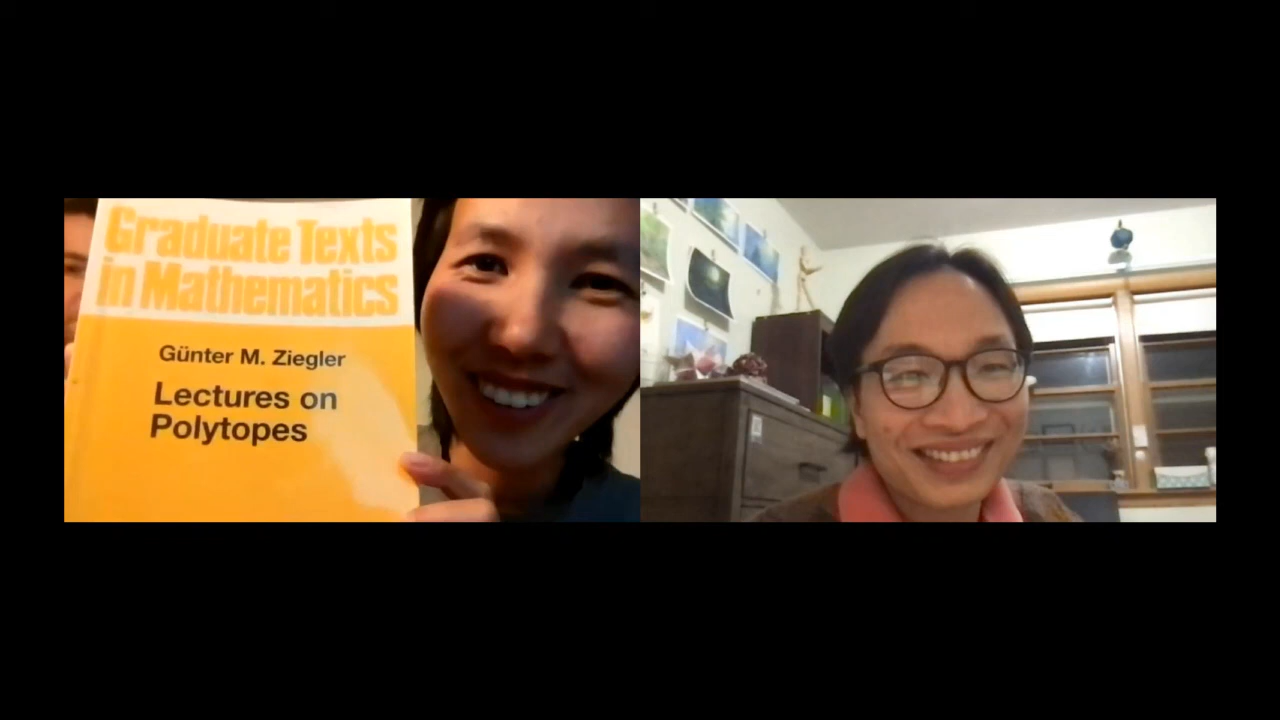 Graduate Texts
in Mathematics
Günter M. Ziegler
Lectures on
Polytopes